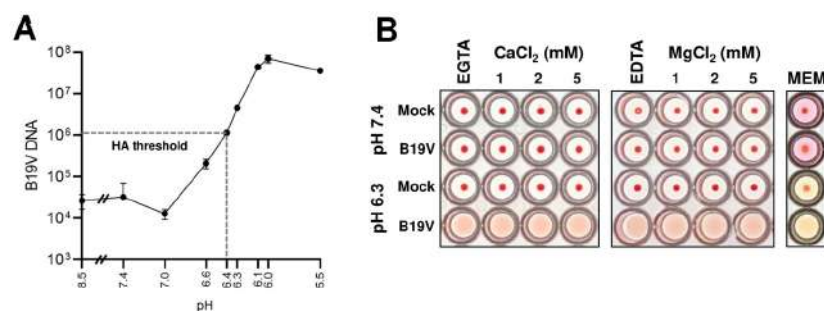 A
B19V DNA
10⁸
10⁷
10⁶
10⁵
10⁴
10³
HA threshold
8.5
7.4
7.0
6.6
6.4
6.3
6.1
6.0
5.5
pH
B
EGTA
CaCl₂ (mM)
1 2 5
EDTA
MgCl₂ (mM)
1 2 5
MEM
pH 7.4
Mock
B19V
pH 6.3
Mock
B19V